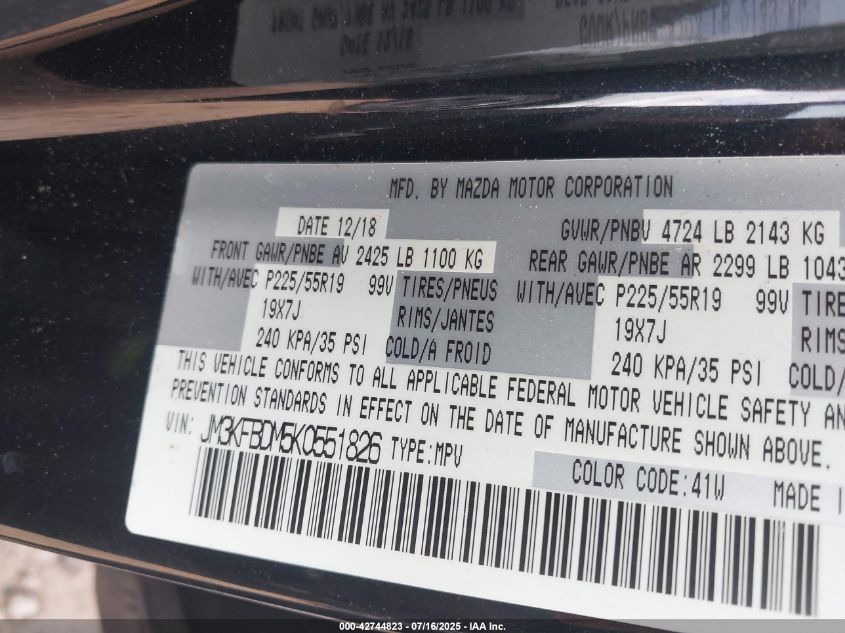 MFD. BY MAZDA MOTOR CORPORATION
DATE 12/18 GVWR/PNBV 4724 LB 2143 KG
FRONT GAWR/PNBE AV 2425 LB 1100 KG REAR GAWR/PNBE AR 2299 LB 1043
WITH/AVEC P225/55R19 99V TIRES/PNEUS WITH/AVEC P225/55R19 99V TIRE
19X7J RIMS/JANTES 19X7J RIMS
240 KPA/35 PSI COLD/A FROID 240 KPA/35 PSI COLD/
THIS VEHICLE CONFORMS TO ALL APPLICABLE FEDERAL MOTOR VEHICLE SAFETY AN
PREVENTION STANDARDS IN EFFECT ON THE DATE OF MANUFACTURE SHOWN ABOVE.
VIN: JM3KFBDM5K0551826 TYPE:MPV
COLOR CODE:41W MADE I
000-42744823 - 07/16/2025 - IAA Inc.